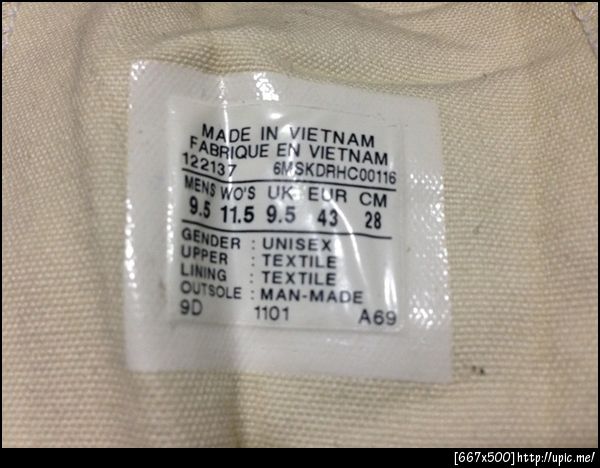 MADE IN VIETNAM
FABRIQUE EN VIETNAM
122137 6MSKDRHC00116
MENS WO'S UK EUR CM
9.5 11.5 9.5 43 28
GENDER : UNISEX
UPPER : TEXTILE
LINING : TEXTILE
OUTSOLE : MAN-MADE
9D 1101 A69
[667x500]http://upic.me/